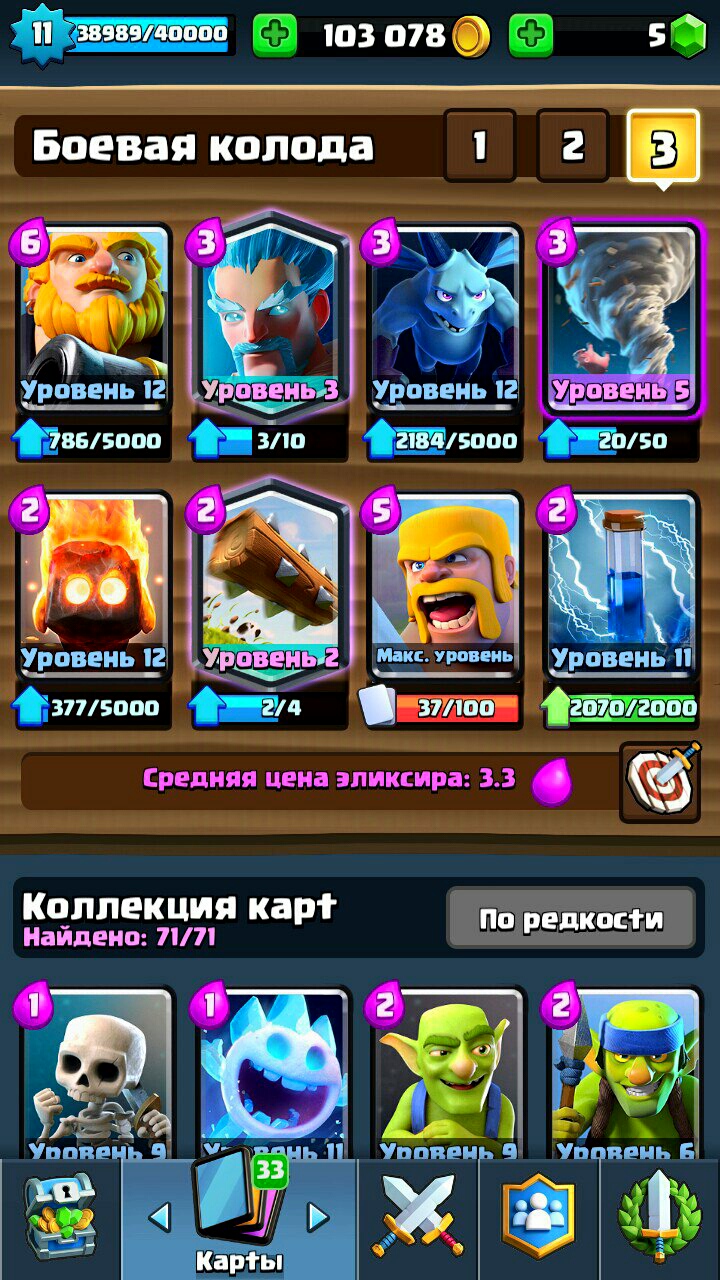 11 38989/40000 103 078 5
Боевая колода 1 2 3
6 3 3 3
Уровень 12 Уровень 3 Уровень 12 Уровень 5
786/5000 3/10 2184/5000 20/50
2 2 5 2
Уровень 12 Уровень 2 Макс. уровень Уровень 11
377/5000 2/4 37/100 2070/2000
Средняя цена эликсира: 3.3
Коллекция карт
Найдено: 71/71
По редкости
1 1 2 2
Уровень 9 Уровень 11 Уровень 9 Уровень 6
33
Карты